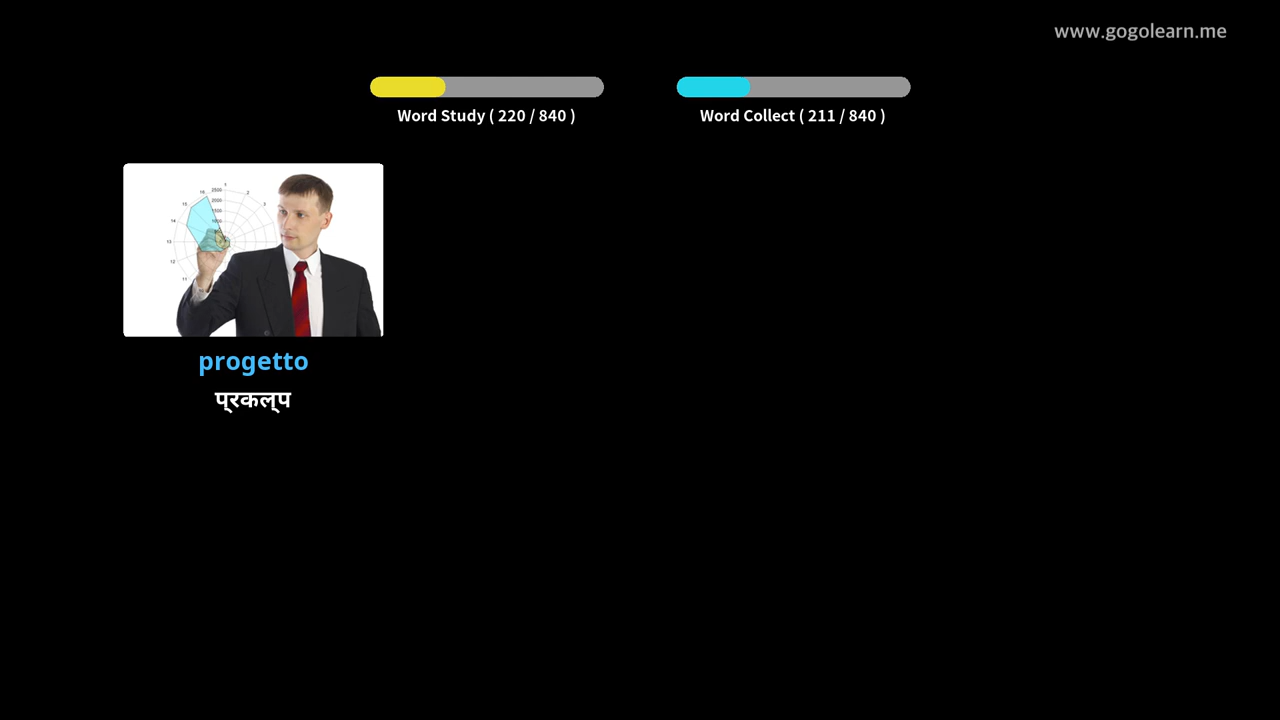 www.gogolearn.me
Word Study ( 220 / 840 )
Word Collect ( 211 / 840 )
progetto
प्रकल्प